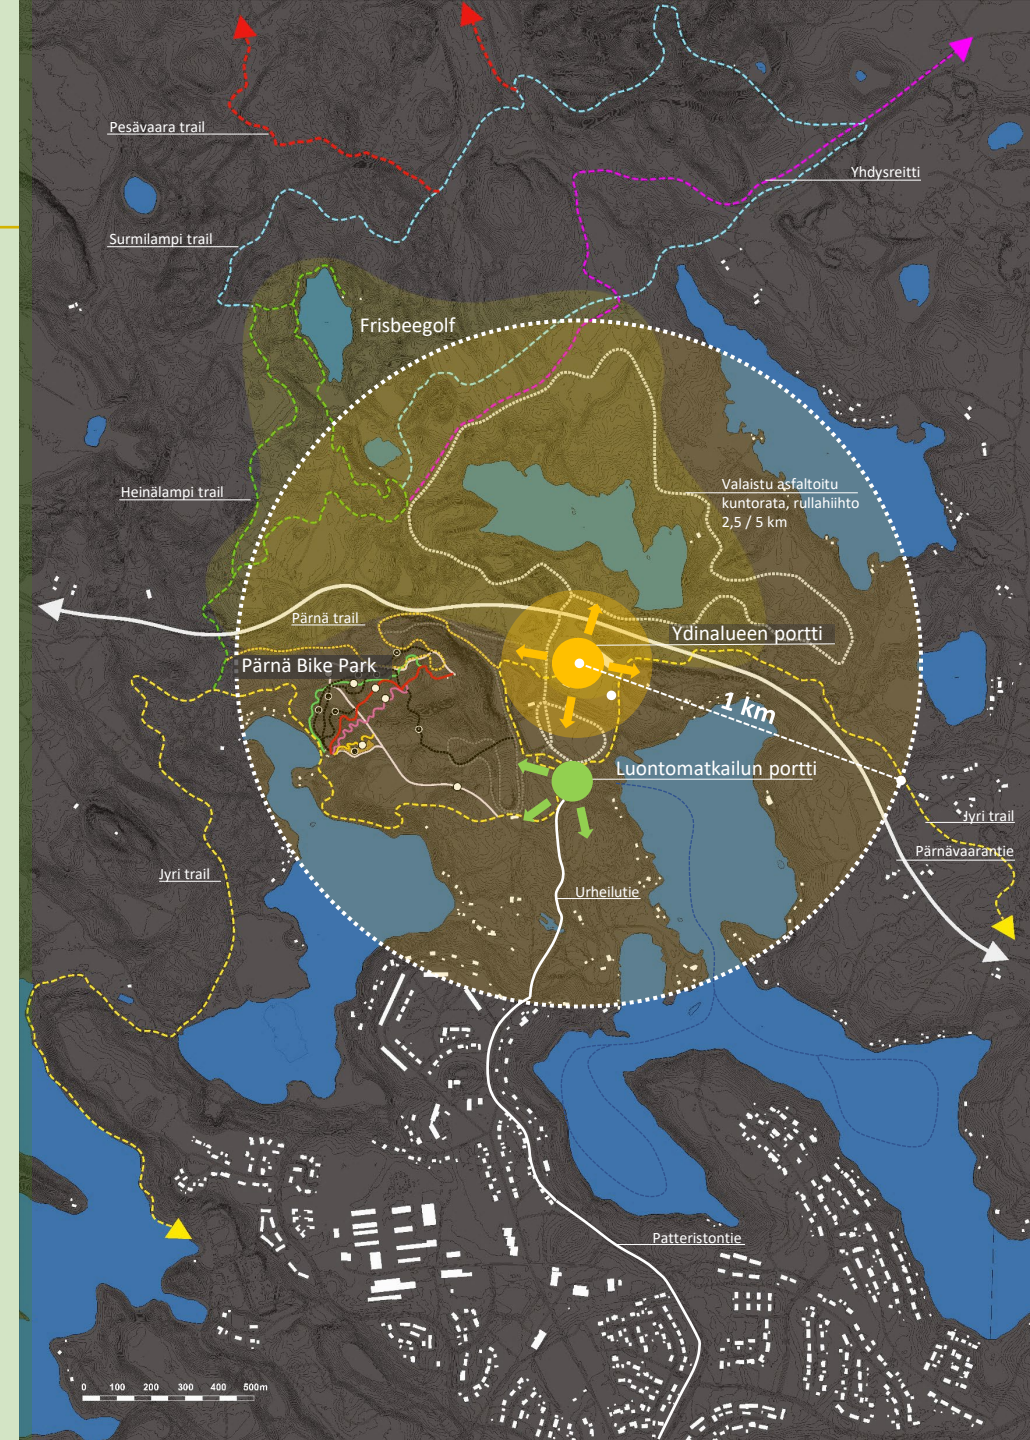 Pesävaara trail
Yhdysreitti
Surmilampi trail
Frisbeegolf
Heinälampi trail
Valaistu asfaltoitu
kuntorata, rullahiihto
2,5 / 5 km
Pärnä trail
Ydinalueen portti
Pärnä Bike Park
1 km
Luontomatkailun portti
Jyri trail
Pärnävaarantie
Jyri trail
Urheilutie
Patteristontie
0 100 200 300 400 500m